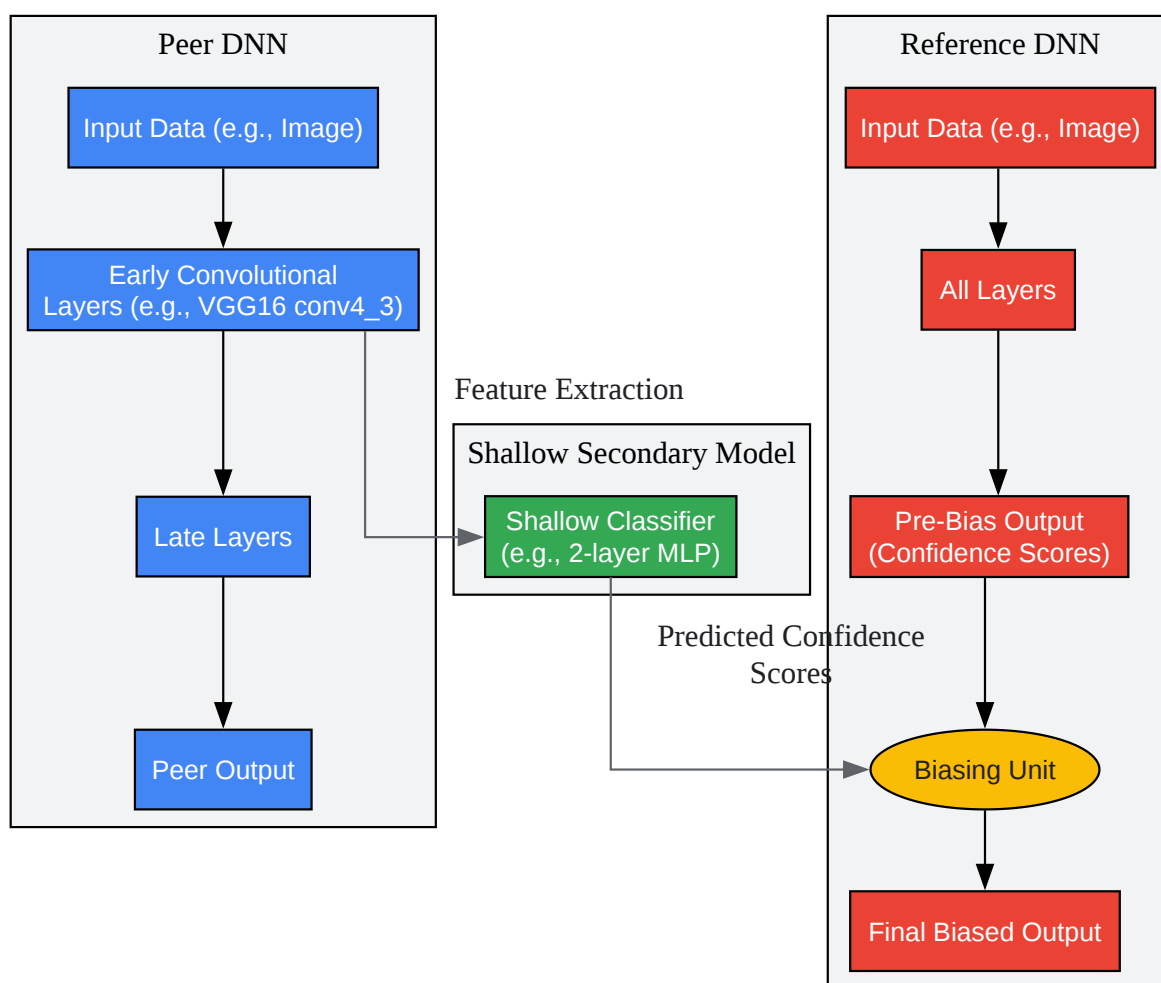 Peer DNN
Input Data (e.g., Image)
Early Convolutional
Layers (e.g., VGG16 conv4_3)
Late Layers
Peer Output
Feature Extraction
Shallow Secondary Model
Shallow Classifier
(e.g., 2-layer MLP)
Predicted Confidence
Scores
Reference DNN
Input Data (e.g., Image)
All Layers
Pre-Bias Output
(Confidence Scores)
Biasing Unit
Final Biased Output